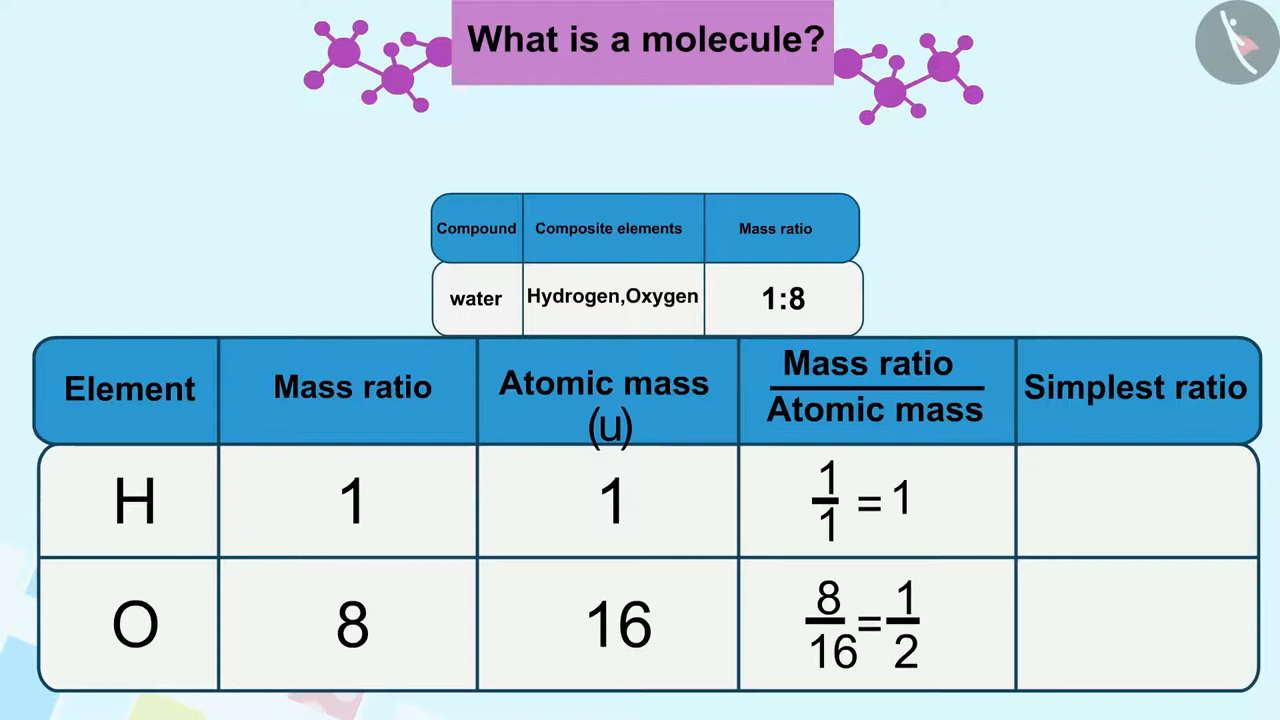 What is a molecule?
Compound Composite elements Mass ratio
water Hydrogen,Oxygen 1:8
Element Mass ratio Atomic mass (u) Mass ratio / Atomic mass Simplest ratio
H 1 1 1/1 = 1
O 8 16 8/16 = 1/2